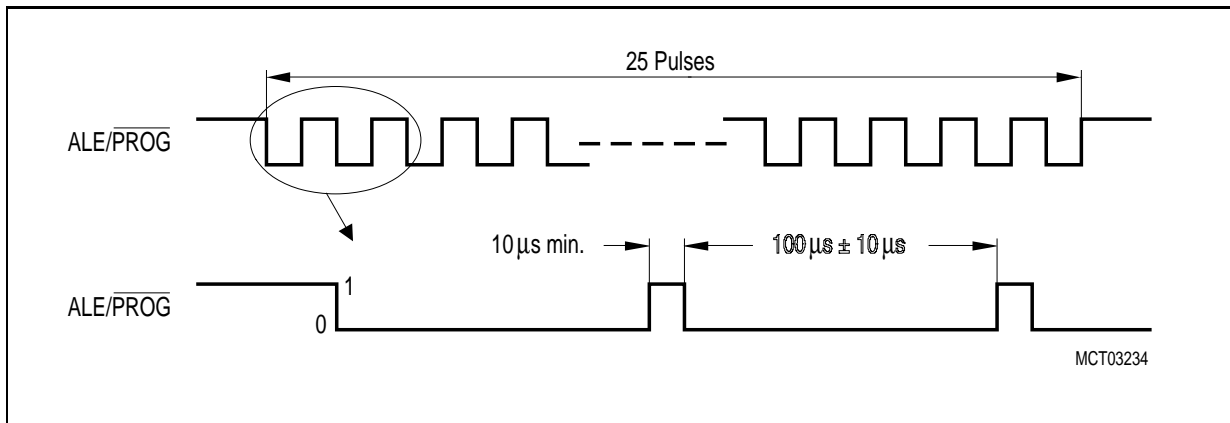 25 Pulses
ALE/PROG
10 µs min.
100 µs ± 10 µs
ALE/PROG
1
0
MCT03234